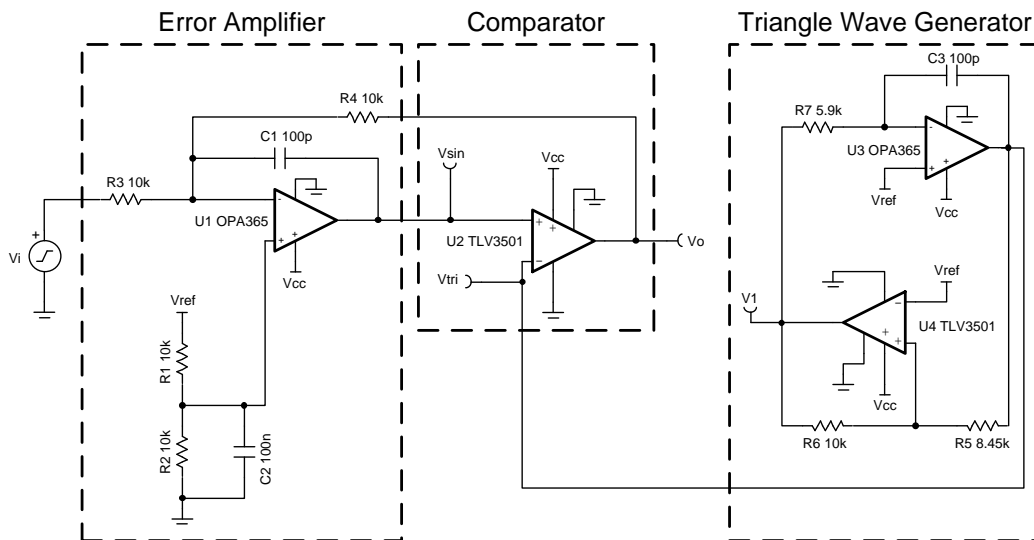 Error Amplifier
Comparator
Triangle Wave Generator
R4 10k
C1 100p
R3 10k
-
+
+
U1 OPA365
Vcc
+
Vi
Vref
R1 10k
R2 10k
C2 100n
Vsin
Vcc
+
+
−
U2 TLV3501
Vo
Vtri
C3 100p
R7 5.9k
-
+
+
U3 OPA365
Vref
Vcc
V1
Vref
−
+
+
U4 TLV3501
Vcc
R6 10k
R5 8.45k